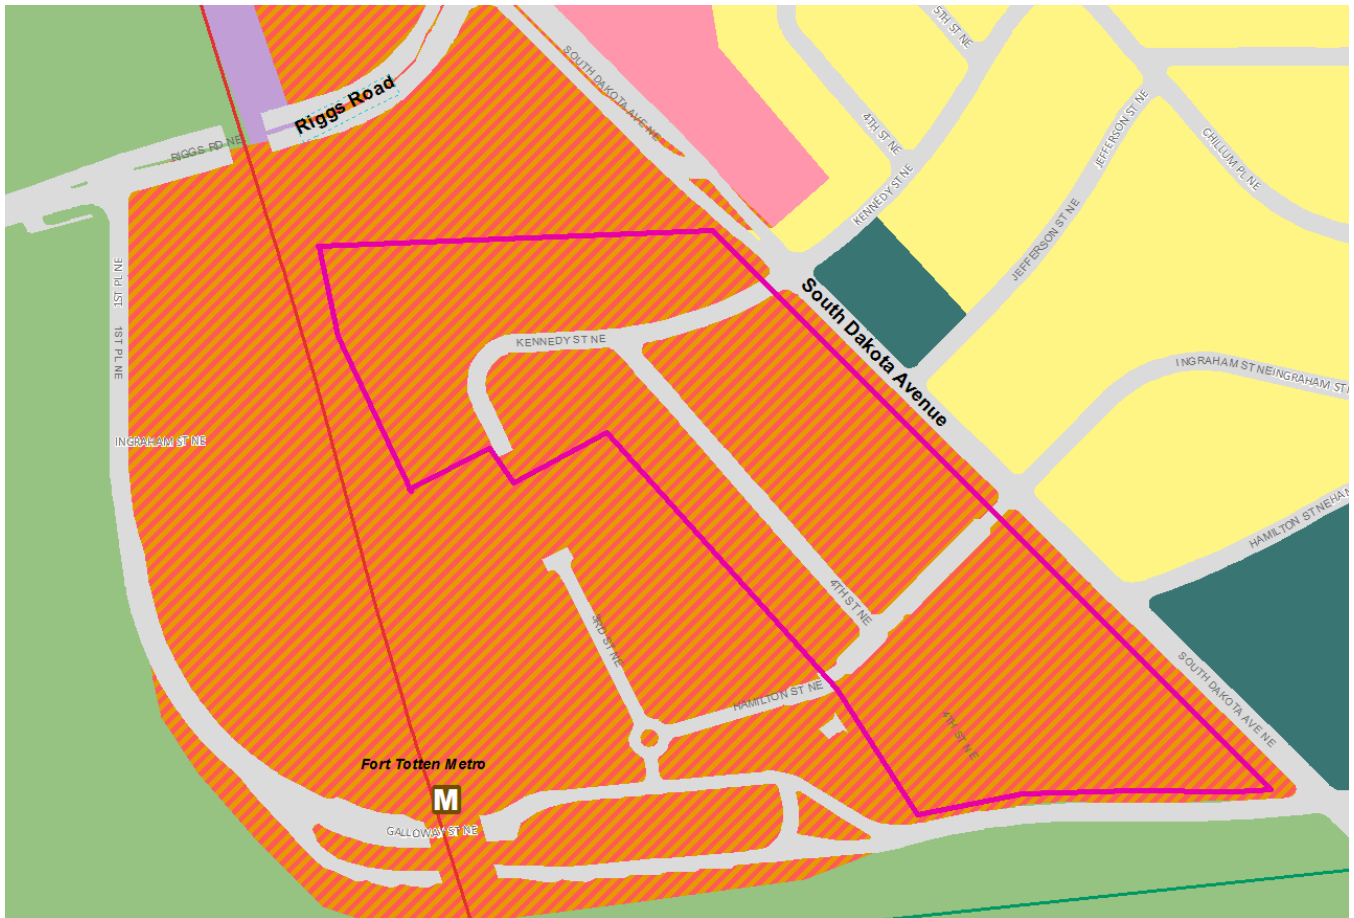 5TH ST NE
SOUTH DAKOTA AVE NE
Riggs Road
RIGGS RD NE
4TH ST NE
JEFFERSON ST NE
CHILLUM PL NE
KENNEDY ST NE
JEFFERSON ST NE
1ST PL NE
1ST PL NE
South Dakota Avenue
KENNEDY ST NE
INGRAHAM ST NE
INGRAHAM ST
INGRAHAM ST NE
HAMILTON ST NE
HAM
4TH ST NE
3RD ST NE
SOUTH DAKOTA AVE NE
HAMILTON ST NE
4TH ST NE
Fort Totten Metro
M
GALLOWAY ST NE